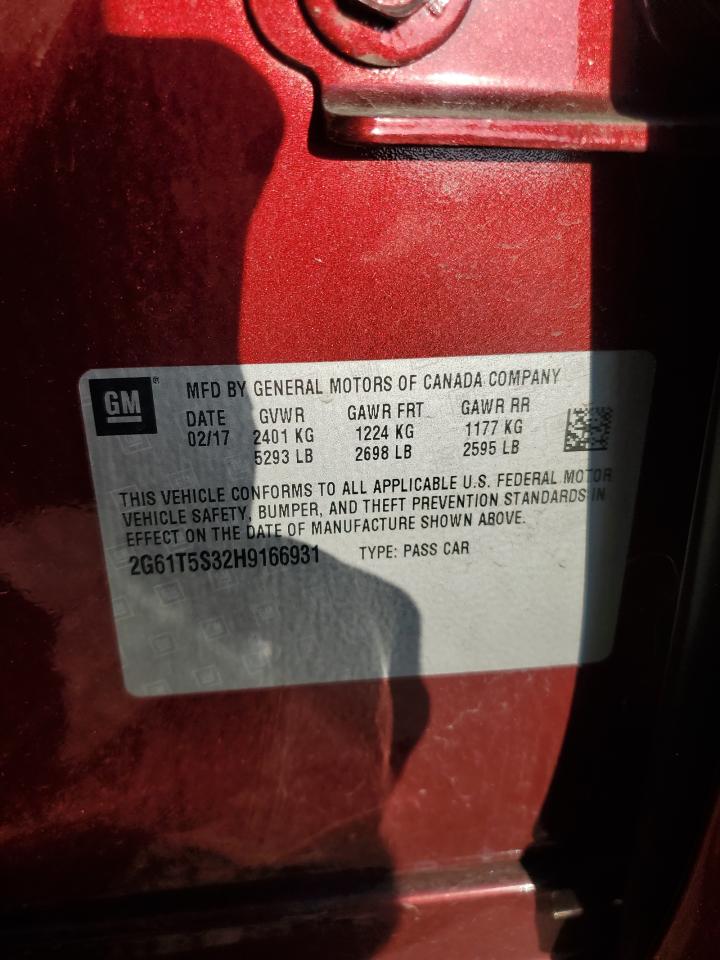 GM®
MFD BY GENERAL MOTORS OF CANADA COMPANY
DATE GVWR GAWR FRT GAWR RR
02/17 2401 KG 1224 KG 1177 KG
5293 LB 2698 LB 2595 LB
THIS VEHICLE CONFORMS TO ALL APPLICABLE U.S. FEDERAL MOTOR
VEHICLE SAFETY, BUMPER, AND THEFT PREVENTION STANDARDS IN
EFFECT ON THE DATE OF MANUFACTURE SHOWN ABOVE.
2G61T5S32H9166931 TYPE: PASS CAR